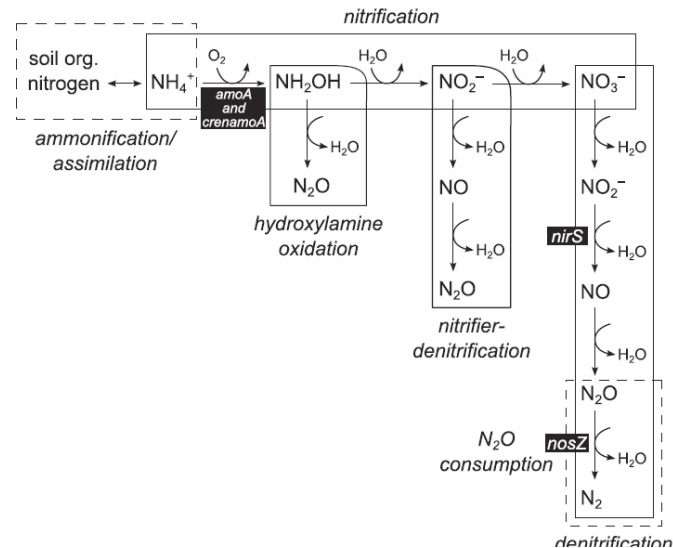 nitrification
soil org.
nitrogen
NH₄⁺
O₂
amoA
and
crenamoA
NH₂OH
H₂O
NO₂⁻
H₂O
NO₃⁻
ammonification/
assimilation
H₂O
N₂O
hydroxylamine
oxidation
H₂O
NO
H₂O
N₂O
nitrifier-
denitrification
H₂O
NO₂⁻
nirS
H₂O
NO
H₂O
N₂O
N₂O
consumption
nosZ
H₂O
N₂
denitrification